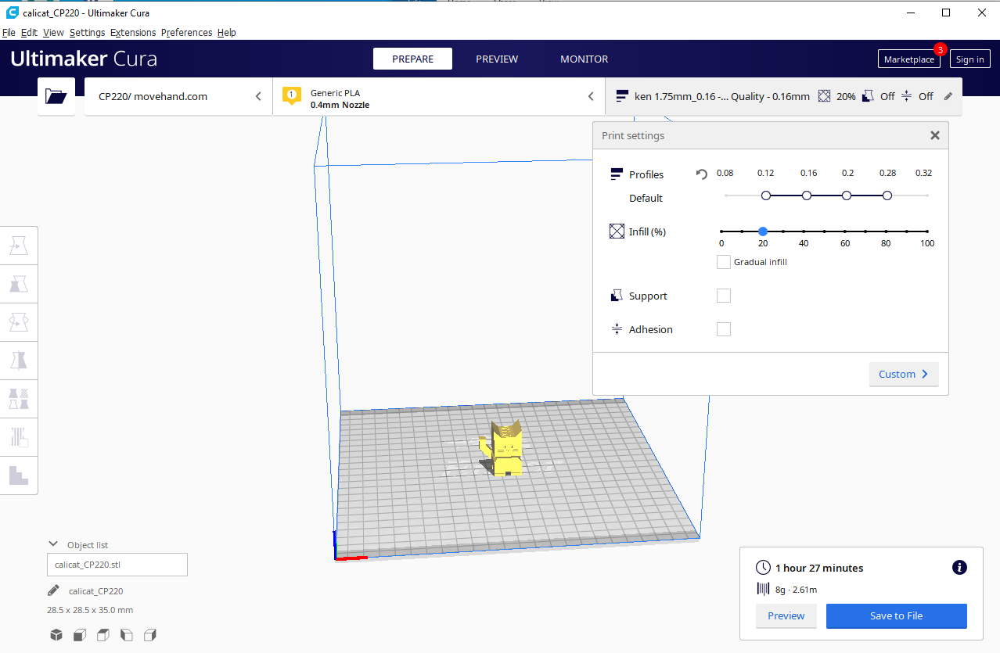 calicat_CP220 - Ultimaker Cura
File Edit View Settings Extensions Preferences Help
Ultimaker Cura
PREPARE PREVIEW MONITOR
Marketplace 3 Sign in
CP220/ movehand.com
1
Generic PLA
0.4mm Nozzle
ken 1.75mm_0.16 -... Quality - 0.16mm 20% Off Off
Print settings
Profiles 0.08 0.12 0.16 0.2 0.28 0.32
Default
Infill (%)
0 20 40 60 80 100
Gradual infill
Support
Adhesion
Custom
Object list
calicat_CP220.stl
calicat_CP220
28.5 x 28.5 x 35.0 mm
1 hour 27 minutes
8g · 2.61m
Preview Save to File